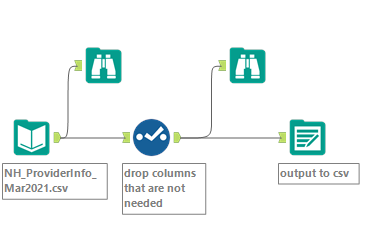 NH_ProviderInfo_
Mar2021.csv
drop columns
that are not
needed
output to csv